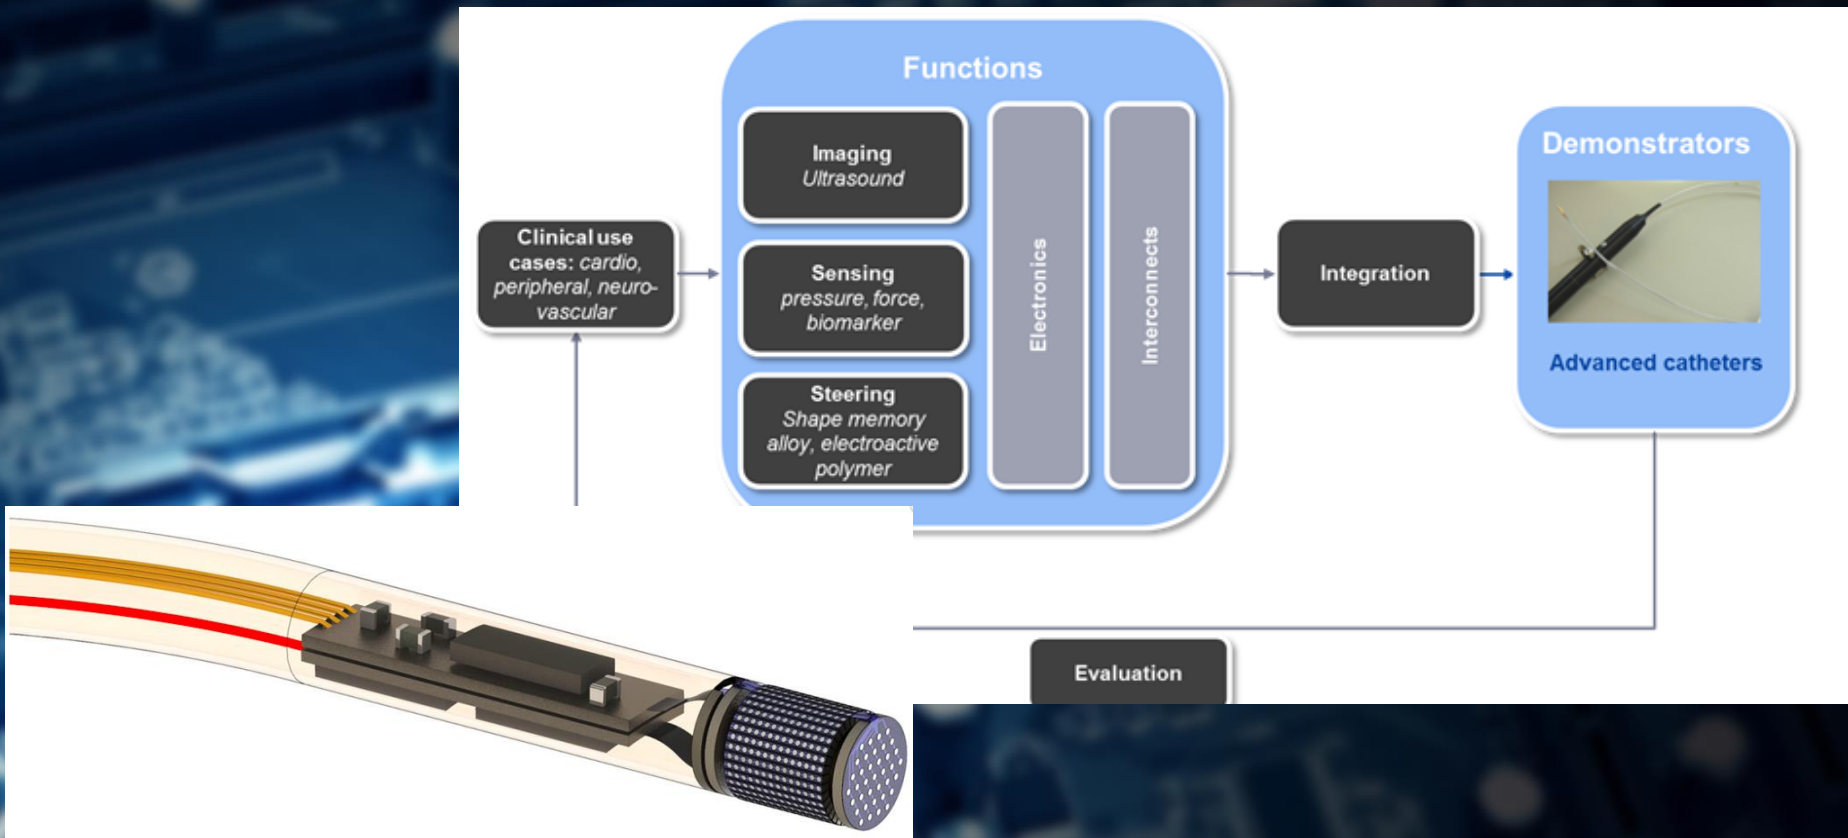 Functions
Imaging
Ultrasound
Clinical use
cases: cardio,
peripheral, neuro-
vascular
Sensing
pressure, force,
biomarker
Steering
Shape memory
alloy, electroactive
polymer
Electronics
Interconnects
Integration
Demonstrators
Advanced catheters
Evaluation